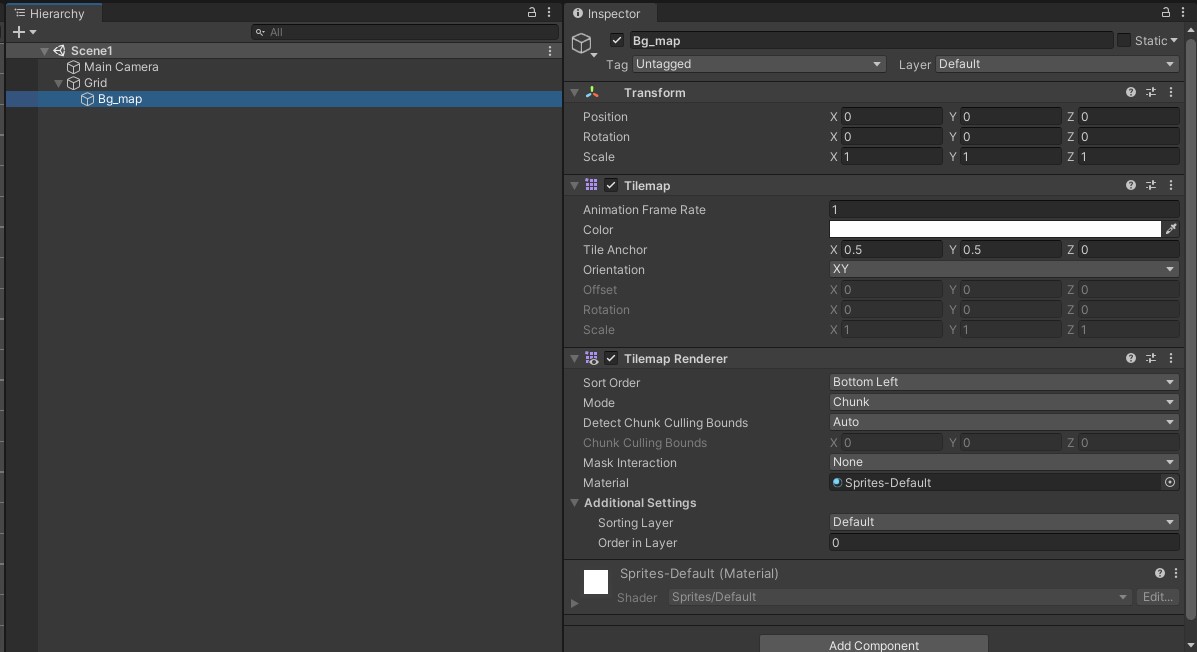 Hierarchy
All
Scene1
Main Camera
Grid
Bg_map
Inspector
Bg_map
Static
Tag Untagged Layer Default
Transform
Position X 0 Y 0 Z 0
Rotation X 0 Y 0 Z 0
Scale X 1 Y 1 Z 1
Tilemap
Animation Frame Rate 1
Color
Tile Anchor X 0.5 Y 0.5 Z 0
Orientation XY
Offset X 0 Y 0 Z 0
Rotation X 0 Y 0 Z 0
Scale X 1 Y 1 Z 1
Tilemap Renderer
Sort Order Bottom Left
Mode Chunk
Detect Chunk Culling Bounds Auto
Chunk Culling Bounds X 0 Y 0 Z 0
Mask Interaction None
Material Sprites-Default
Additional Settings
Sorting Layer Default
Order in Layer 0
Sprites-Default (Material)
Shader Sprites/Default Edit...
Add Component